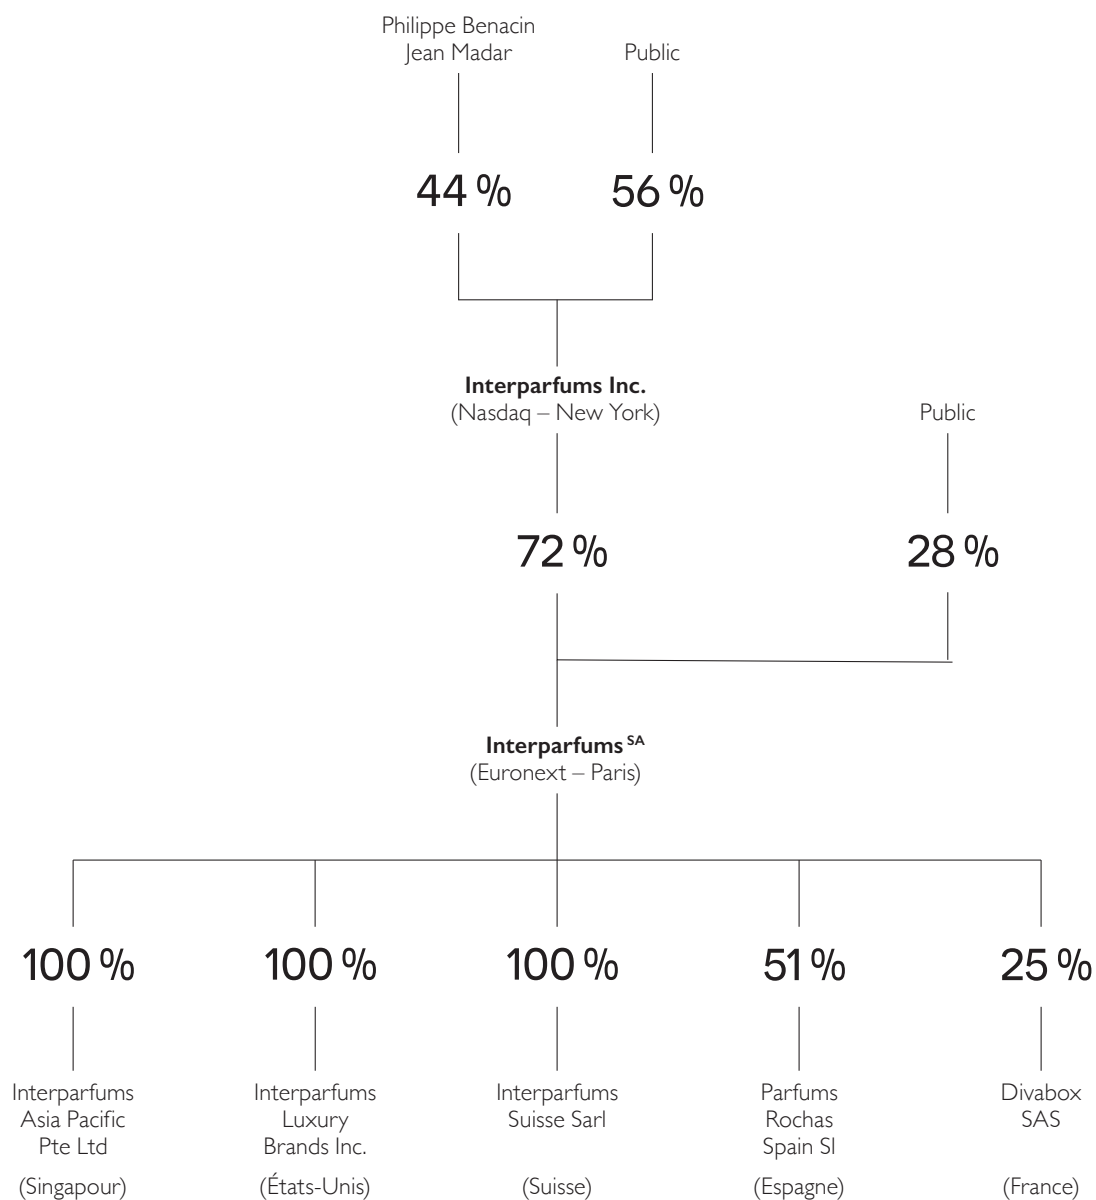 Philippe Benacin
Jean Madar
Public
44 %
56 %
Interparfums Inc.
(Nasdaq – New York)
Public
72 %
28 %
Interparfums SA
(Euronext – Paris)
100 %
100 %
100 %
51 %
25 %
Interparfums
Asia Pacific
Pte Ltd
(Singapour)
Interparfums
Luxury
Brands Inc.
(États-Unis)
Interparfums
Suisse Sarl
(Suisse)
Parfums
Rochas
Spain Sl
(Espagne)
Divabox
SAS
(France)